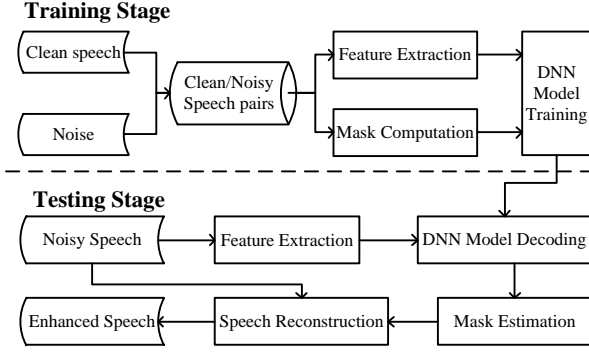 Training Stage
Clean speech
Noise
Clean/Noisy
Speech pairs
Feature Extraction
Mask Computation
DNN
Model
Training
Testing Stage
Noisy Speech
Feature Extraction
DNN Model Decoding
Enhanced Speech
Speech Reconstruction
Mask Estimation